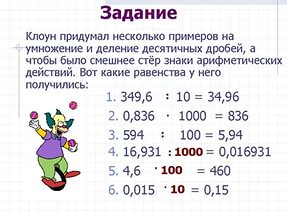 Задание
Клоун придумал несколько примеров на
умножение и деление десятичных дробей, а
чтобы было смешнее стёр знаки арифметических
действий. Вот какие равенства у него
получились:
1. 349,6 : 10 = 34,96
2. 0,836 · 1000 = 836
3. 594 : 100 = 5,94
4. 16,931 : 1000 = 0,016931
5. 4,6 · 100 = 460
6. 0,015 · 10 = 0,15